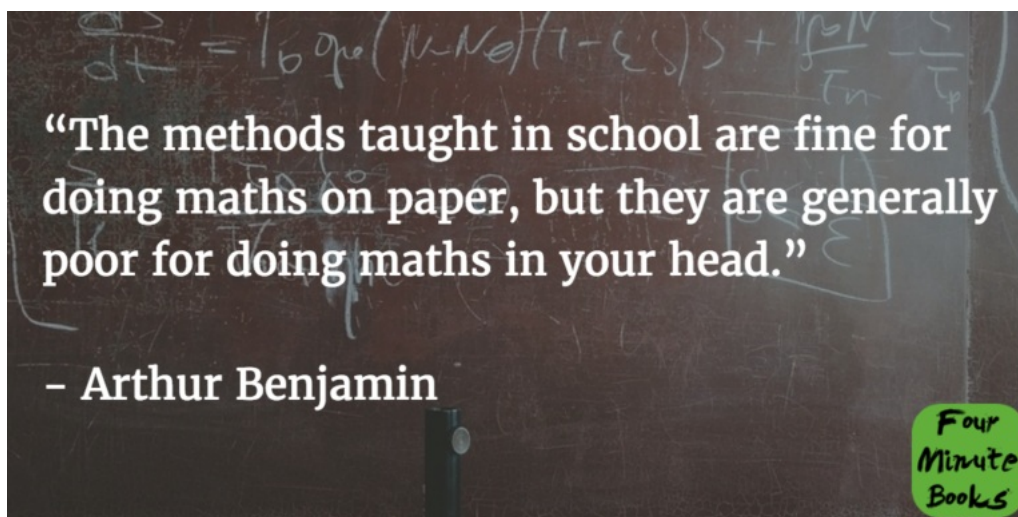 “The methods taught in school are fine for
doing maths on paper, but they are generally
poor for doing maths in your head.”
– Arthur Benjamin
Four
Minute
Books